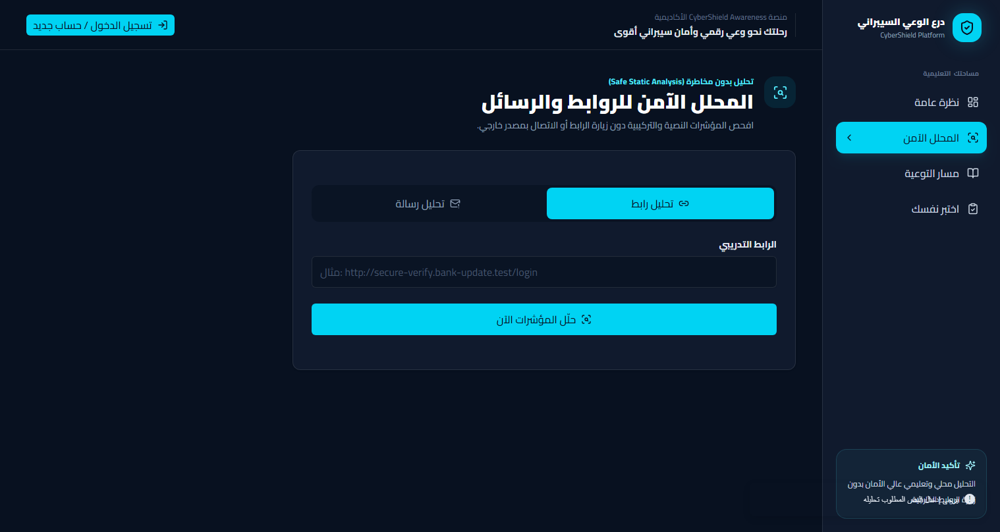 درع الوعي السيبراني
CyberShield Platform
منصة CyberShield Awareness الأكاديمية
رحلتك نحو وعي رقمي وأمان سيبراني أقوى
تسجيل الدخول / حساب جديد
مساحتك التعليمية
نظرة عامة
المحلل الآمن
مسار التوعية
اختبر نفسك
تحليل بدون مخاطرة (Safe Static Analysis)
المحلل الآمن للروابط والرسائل
افحص المؤشرات النصية والتركيبية دون زيارة الرابط أو الاتصال بمصدر خارجي.
تحليل رابط
تحليل رسالة
الرابط التدريبي
مثال: http://secure-verify.bank-update.test/login
حلّل المؤشرات الآن
تأكيد الأمان
التحليل محلي وتعليمي عالي الأمان بدون
المطلوب تحليله